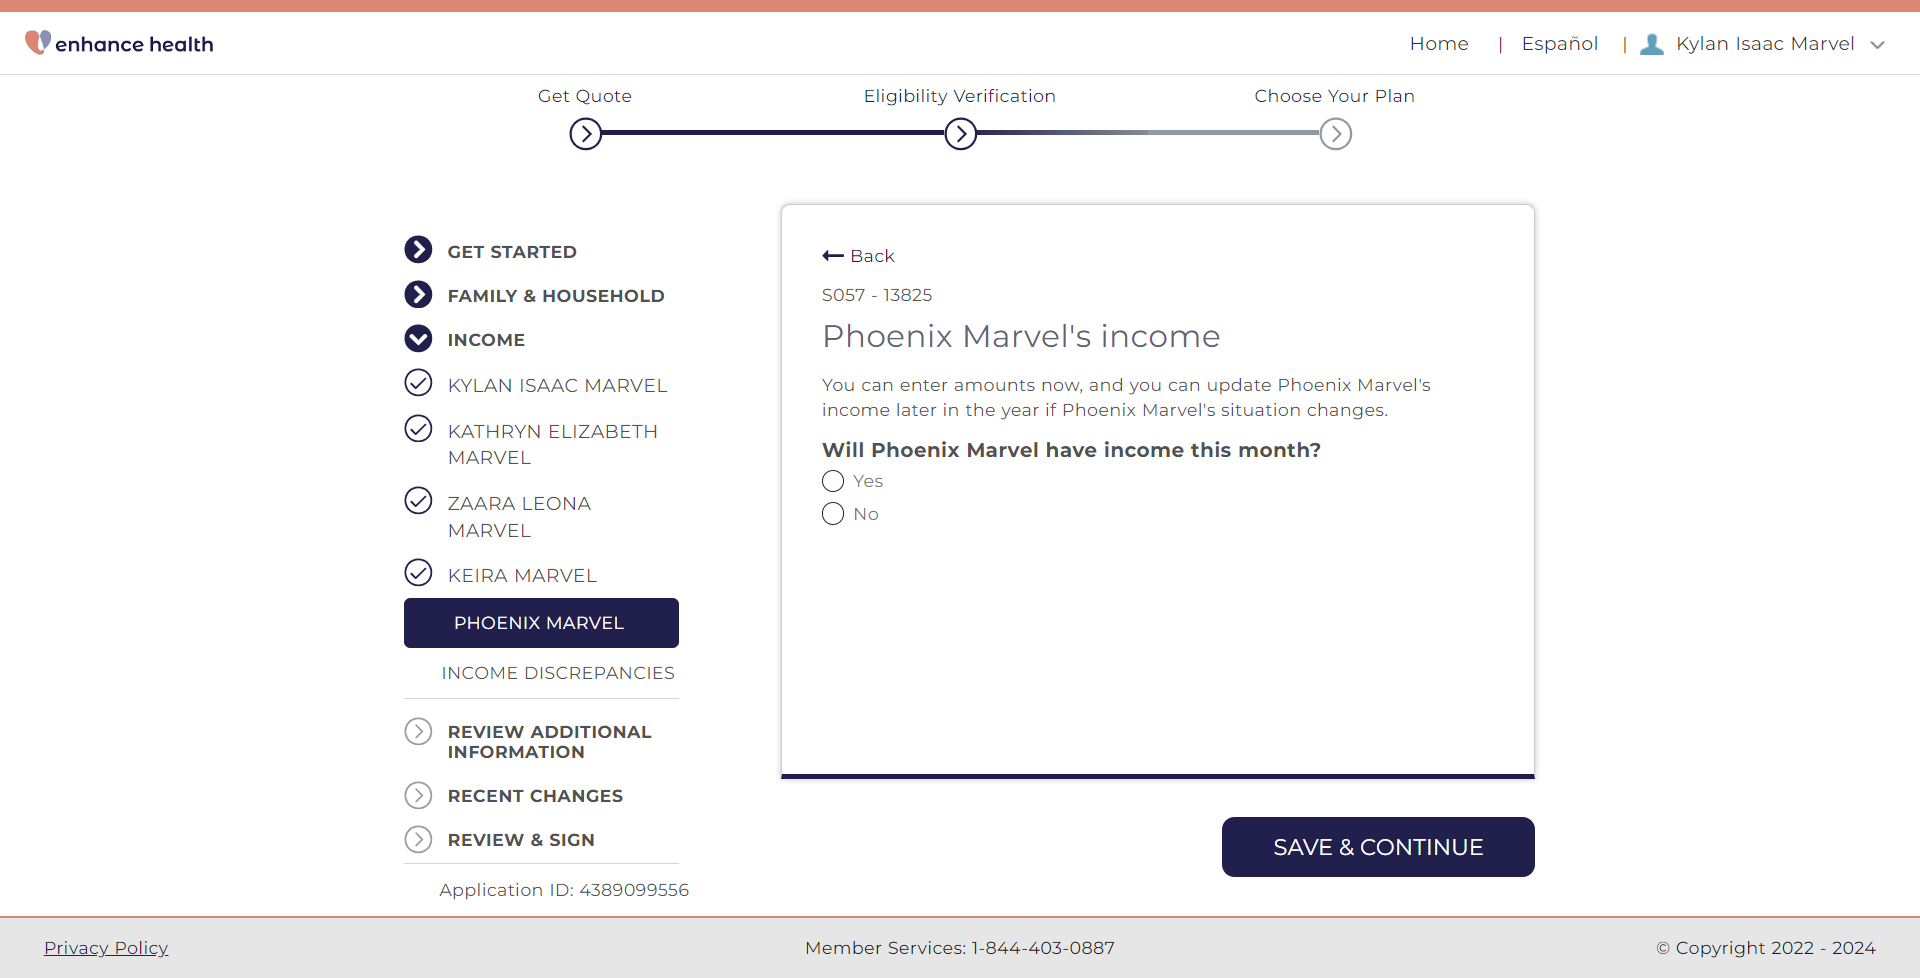 enhance health
Home | Español | Kylan Isaac Marvel
Get Quote
Eligibility Verification
Choose Your Plan
GET STARTED
FAMILY & HOUSEHOLD
INCOME
KYLAN ISAAC MARVEL
KATHRYN ELIZABETH
MARVEL
ZAARA LEONA
MARVEL
KEIRA MARVEL
PHOENIX MARVEL
INCOME DISCREPANCIES
REVIEW ADDITIONAL
INFORMATION
RECENT CHANGES
REVIEW & SIGN
Application ID: 4389099556
Back
S057 - 13825
Phoenix Marvel's income
You can enter amounts now, and you can update Phoenix Marvel's
income later in the year if Phoenix Marvel's situation changes.
Will Phoenix Marvel have income this month?
Yes
No
SAVE & CONTINUE
Privacy Policy
Member Services: 1-844-403-0887
© Copyright 2022 - 2024